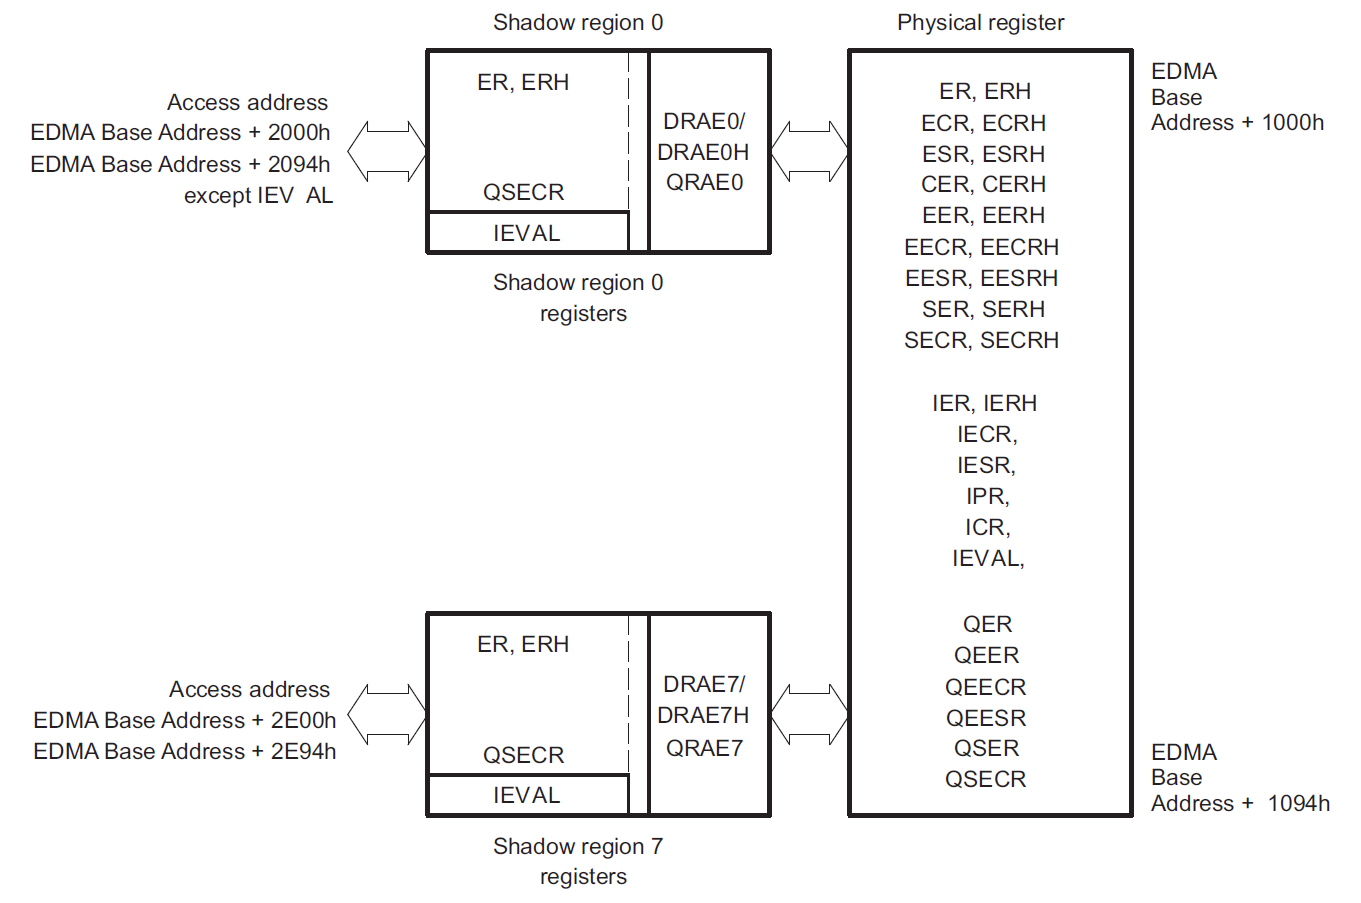 Shadow region 0
Access address
EDMA Base Address + 2000h
EDMA Base Address + 2094h
except IEV AL
ER, ERH
QSECR
IEVAL
DRAE0/
DRAE0H
QRAE0
Shadow region 0
registers
Physical register
ER, ERH
ECR, ECRH
ESR, ESRH
CER, CERH
EER, EERH
EECR, EECRH
EESR, EESRH
SER, SERH
SECR, SECRH
IER, IERH
IECR,
IESR,
IPR,
ICR,
IEVAL,
QER
QEER
QEECR
QEESR
QSER
QSECR
EDMA
Base
Address + 1000h
Access address
EDMA Base Address + 2E00h
EDMA Base Address + 2E94h
ER, ERH
QSECR
IEVAL
DRAE7/
DRAE7H
QRAE7
Shadow region 7
registers
EDMA
Base
Address + 1094h